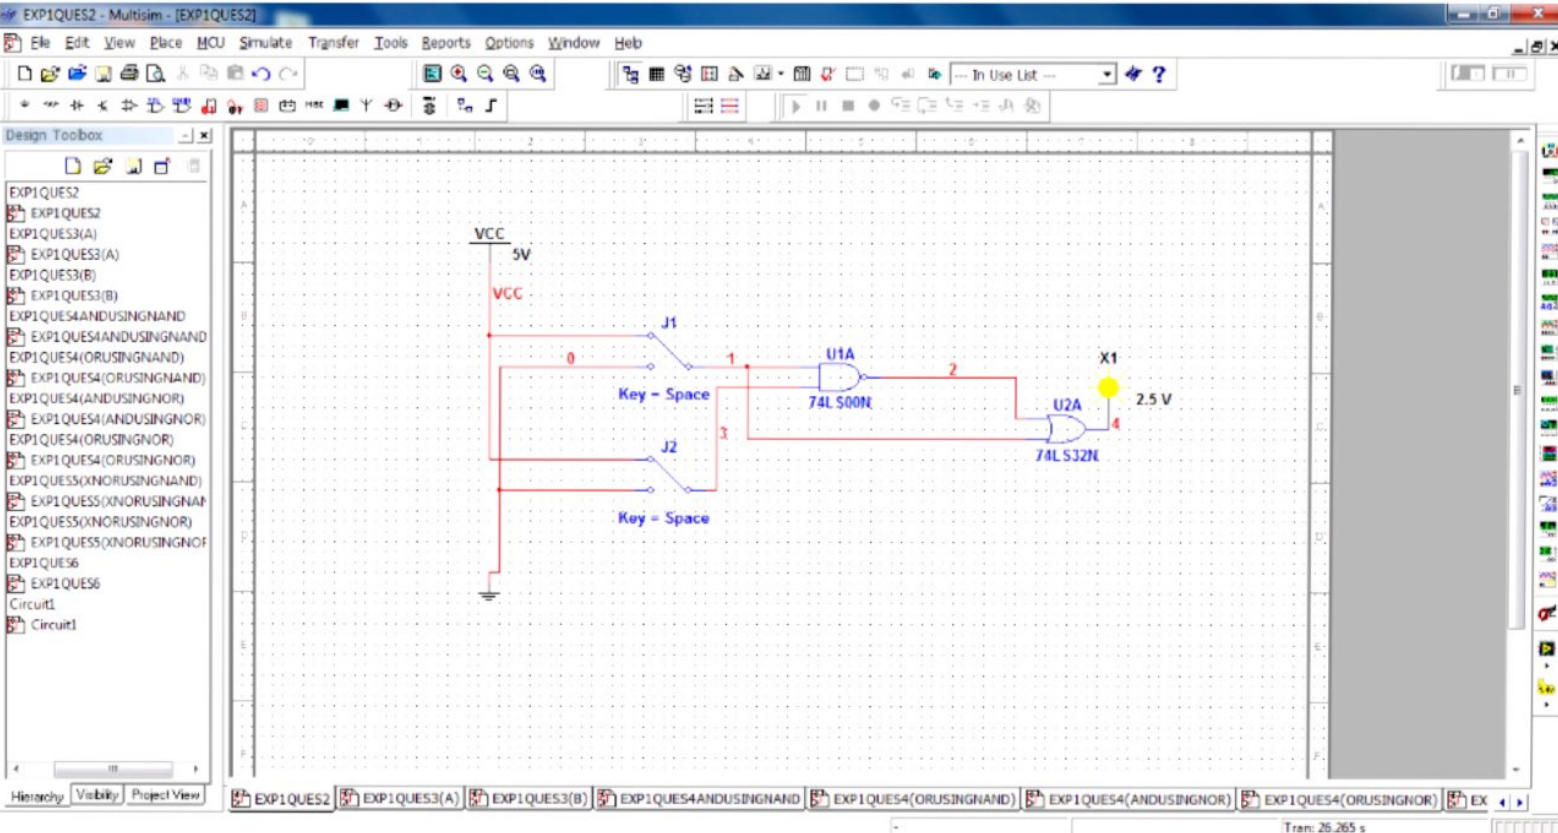 EXP1QUES2 - Multisim - [EXP1QUES2]
File Edit View Place MCU Simulate Transfer Tools Reports Options Window Help
--- In Use List ---
Design Toolbox
EXP1QUES2
EXP1QUES2
EXP1QUES3(A)
EXP1QUES3(A)
EXP1QUES3(B)
EXP1QUES3(B)
EXP1QUES4ANDUSINGNAND
EXP1QUES4ANDUSINGNAND
EXP1QUES4(ORUSINGNAND)
EXP1QUES4(ORUSINGNAND)
EXP1QUES4(ANDUSINGNOR)
EXP1QUES4(ANDUSINGNOR)
EXP1QUES4(ORUSINGNOR)
EXP1QUES4(ORUSINGNOR)
EXP1QUES5(XNORUSINGNAND)
EXP1QUES5(XNORUSINGNAN
EXP1QUES5(XNORUSINGNOR)
EXP1QUES5(XNORUSINGNOF
EXP1QUES6
EXP1QUES6
Circuit1
Circuit1
Hierarchy Visibility Project View
VCC
5V
VCC
J1
0
1
Key = Space
U1A
74LS00N
2
X1
2.5 V
U2A
4
74LS32N
3
J2
Key = Space
EXP1QUES2 EXP1QUES3(A) EXP1QUES3(B) EXP1QUES4ANDUSINGNAND EXP1QUES4(ORUSINGNAND) EXP1QUES4(ANDUSINGNOR) EXP1QUES4(ORUSINGNOR) EX
Tran: 26.265 s